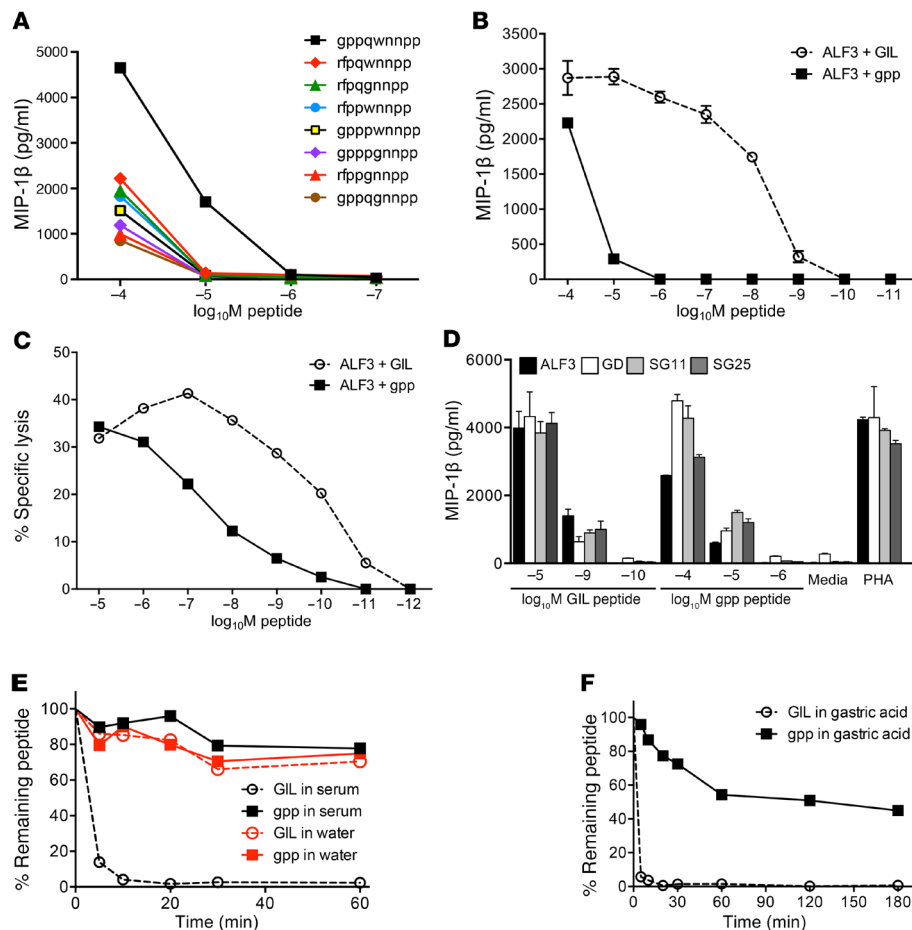 A
MIP-1β (pg/ml)
5000
4000
3000
2000
1000
0
−4
−5
−6
−7
log10M peptide
gppqwnnpp
rfpqwnnpp
rfpqgnnpp
rfppwnnpp
gpppwnnpp
gpppgnnpp
rfppgnnpp
gppqgnnpp
B
MIP-1β (pg/ml)
3500
3000
2500
2000
1500
1000
500
0
−4
−5
−6
−7
−8
−9
−10
−11
log10M peptide
ALF3 + GIL
ALF3 + gpp
C
% Specific lysis
50
40
30
20
10
0
−5
−6
−7
−8
−9
−10
−11
−12
log10M peptide
ALF3 + GIL
ALF3 + gpp
D
MIP-1β (pg/ml)
6000
4000
2000
0
ALF3
GD
SG11
SG25
−5
−9
−10
−4
−5
−6
Media
PHA
log10M GIL peptide
log10M gpp peptide
E
% Remaining peptide
100
80
60
40
20
0
0
20
40
60
Time (min)
GIL in serum
gpp in serum
GIL in water
gpp in water
F
% Remaining peptide
100
80
60
40
20
0
0
30
60
90
120
150
180
Time (min)
GIL in gastric acid
gpp in gastric acid